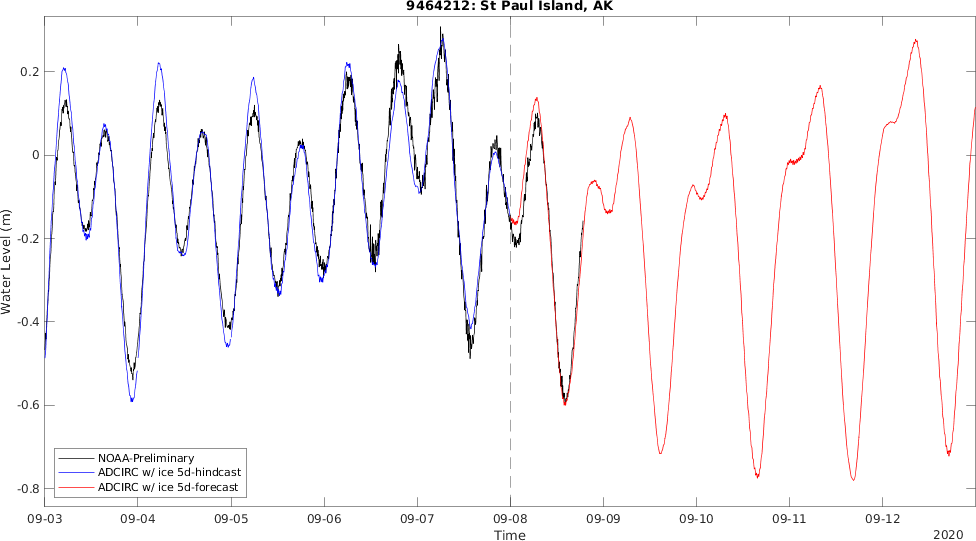 9464212: St Paul Island, AK
0.2
0
-0.2
-0.4
-0.6
-0.8
Water Level (m)
NOAA-Preliminary
ADCIRC w/ ice 5d-hindcast
ADCIRC w/ ice 5d-forecast
09-03 09-04 09-05 09-06 09-07 09-08 09-09 09-10 09-11 09-12
Time
2020